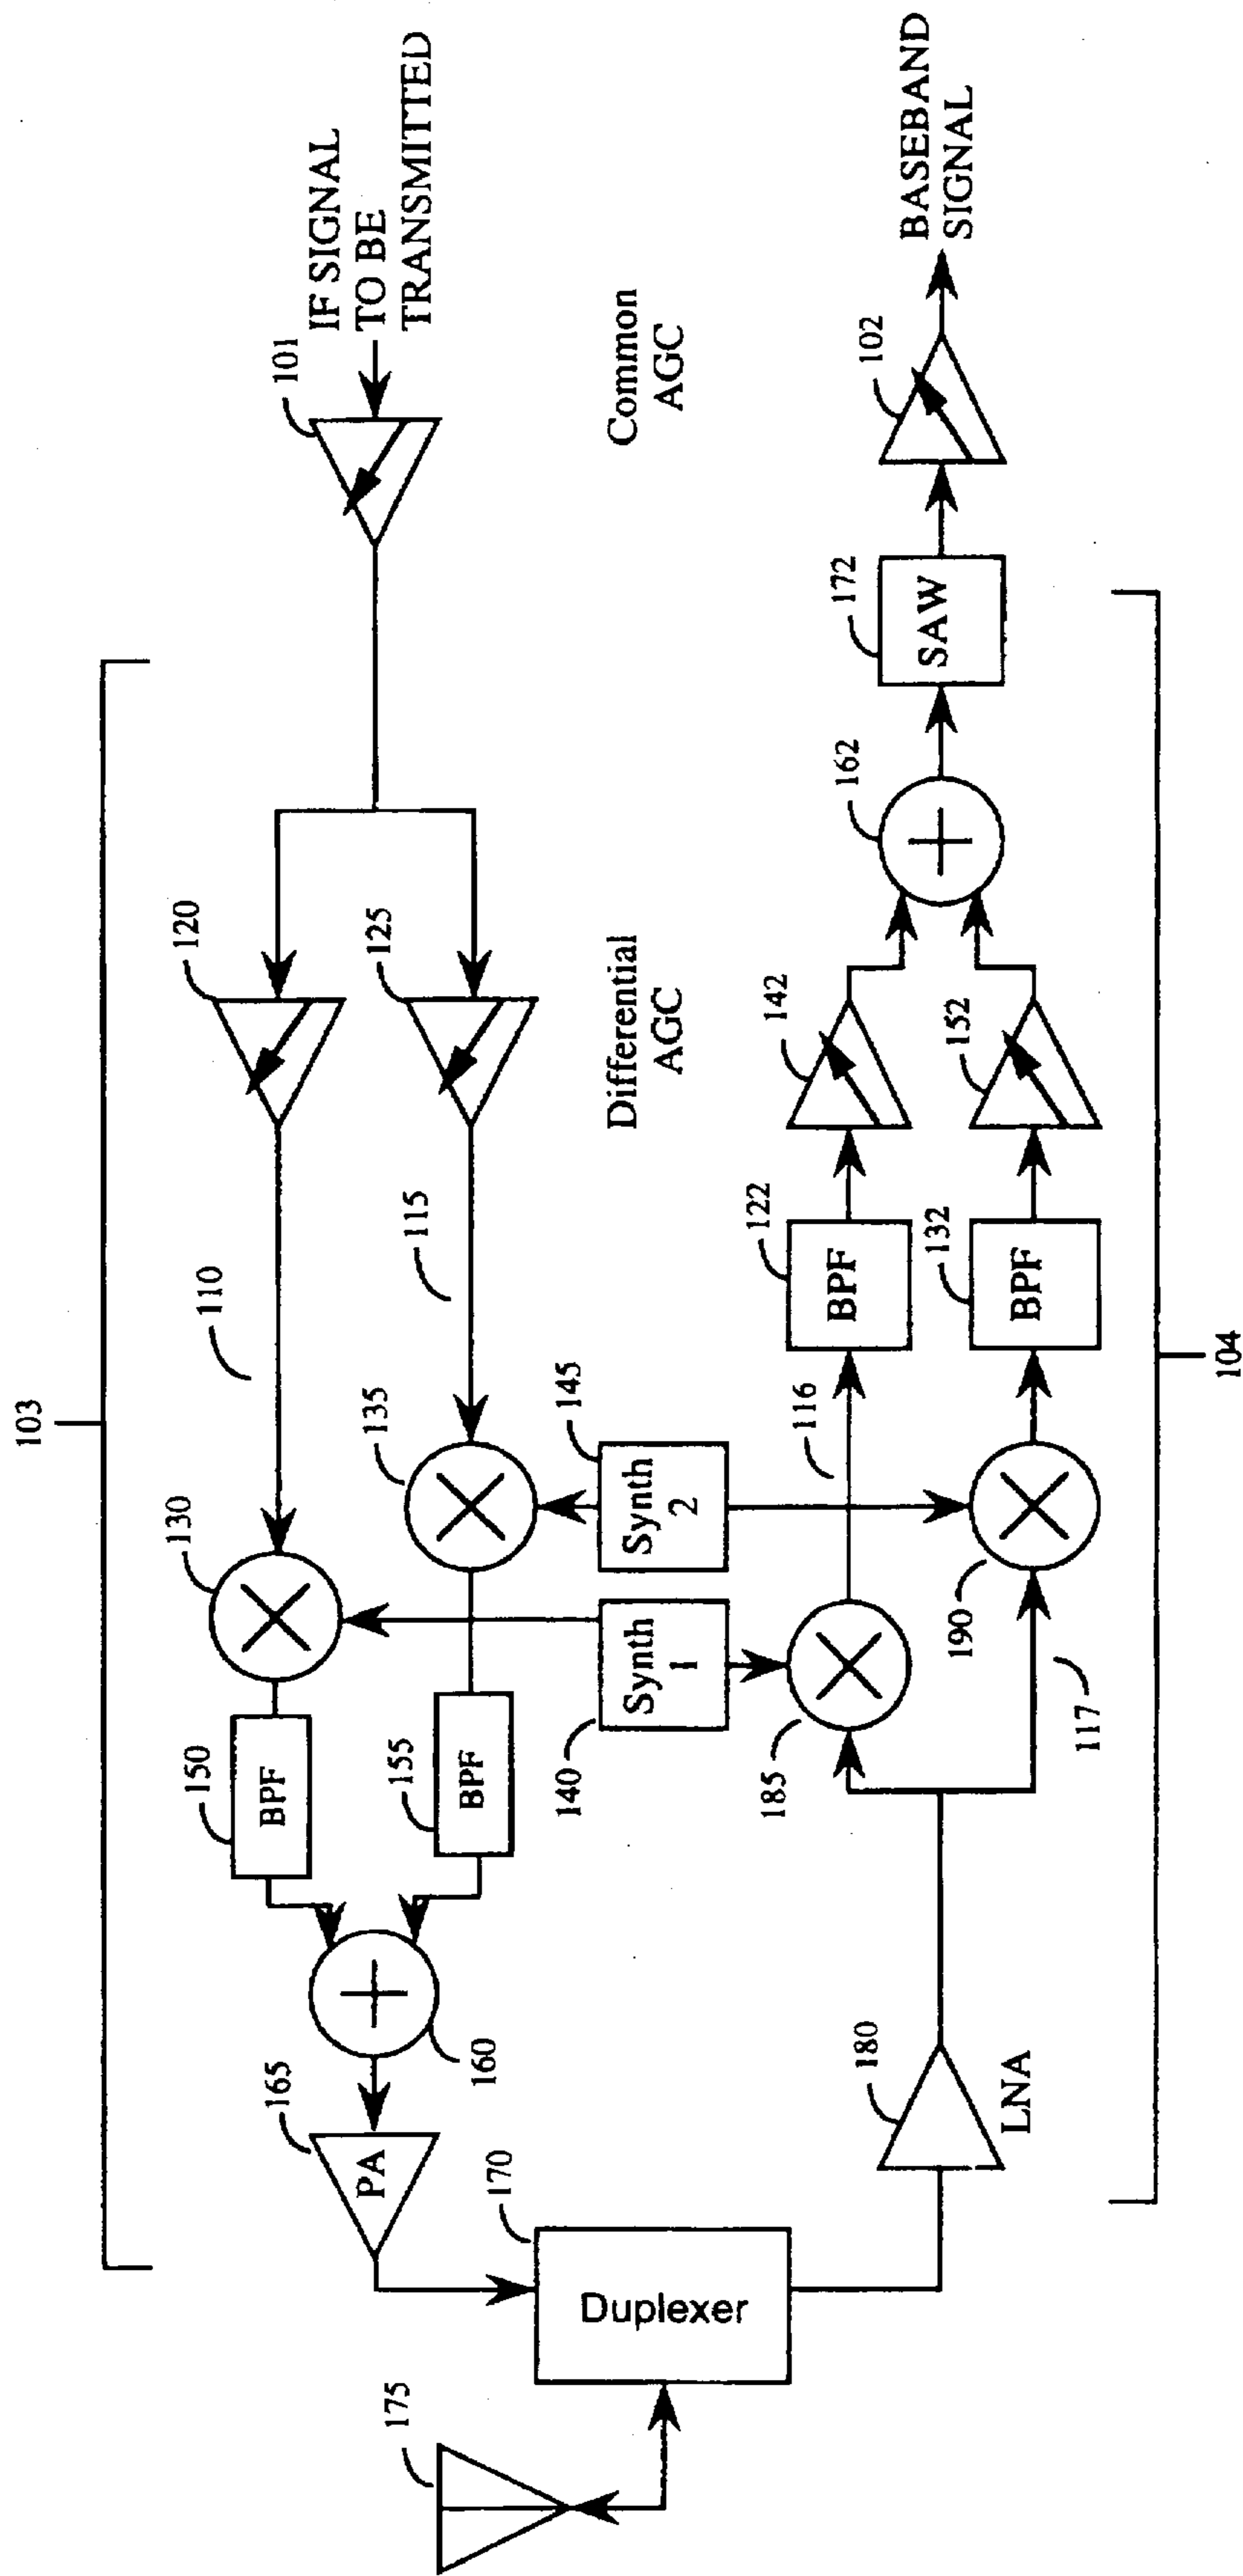 103
IF SIGNAL
TO BE
TRANSMITTED
101
120
125
110
115
130
135
150
BPF
155
BPF
160
165
PA
Common
AGC
Differential
AGC
145
Synth
2
Synth
1
140
170
Duplexer
175
BASEBAND
SIGNAL
102
172
SAW
162
142
152
122
BPF
132
BPF
116
190
185
117
180
LNA
104